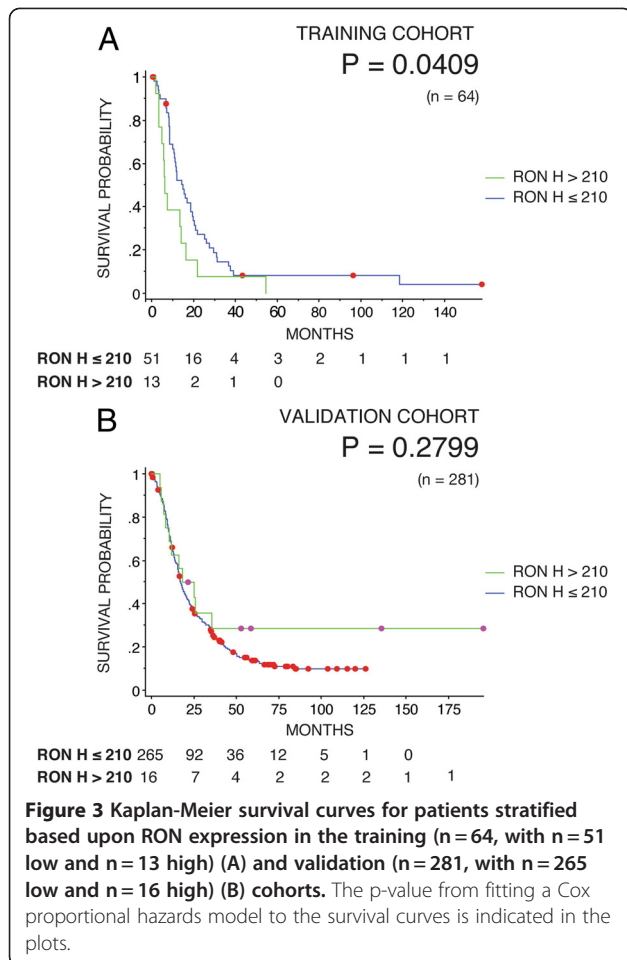 A
TRAINING COHORT
P = 0.0409
(n = 64)
SURVIVAL PROBABILITY
1
.8
.6
.4
.2
0
RON H > 210
RON H ≤ 210
0 20 40 60 80 100 120 140
MONTHS
RON H ≤ 210 51 16 4 3 2 1 1 1
RON H > 210 13 2 1 0
B
VALIDATION COHORT
P = 0.2799
(n = 281)
SURVIVAL PROBABILITY
1
.8
.6
.4
.2
0
RON H > 210
RON H ≤ 210
0 25 50 75 100 125 150 175
MONTHS
RON H ≤ 210 265 92 36 12 5 1 0
RON H > 210 16 7 4 2 2 2 1 1
Figure 3 Kaplan-Meier survival curves for patients stratified
based upon RON expression in the training (n = 64, with n = 51
low and n = 13 high) (A) and validation (n = 281, with n = 265
low and n = 16 high) (B) cohorts. The p-value from fitting a Cox
proportional hazards model to the survival curves is indicated in the
plots.